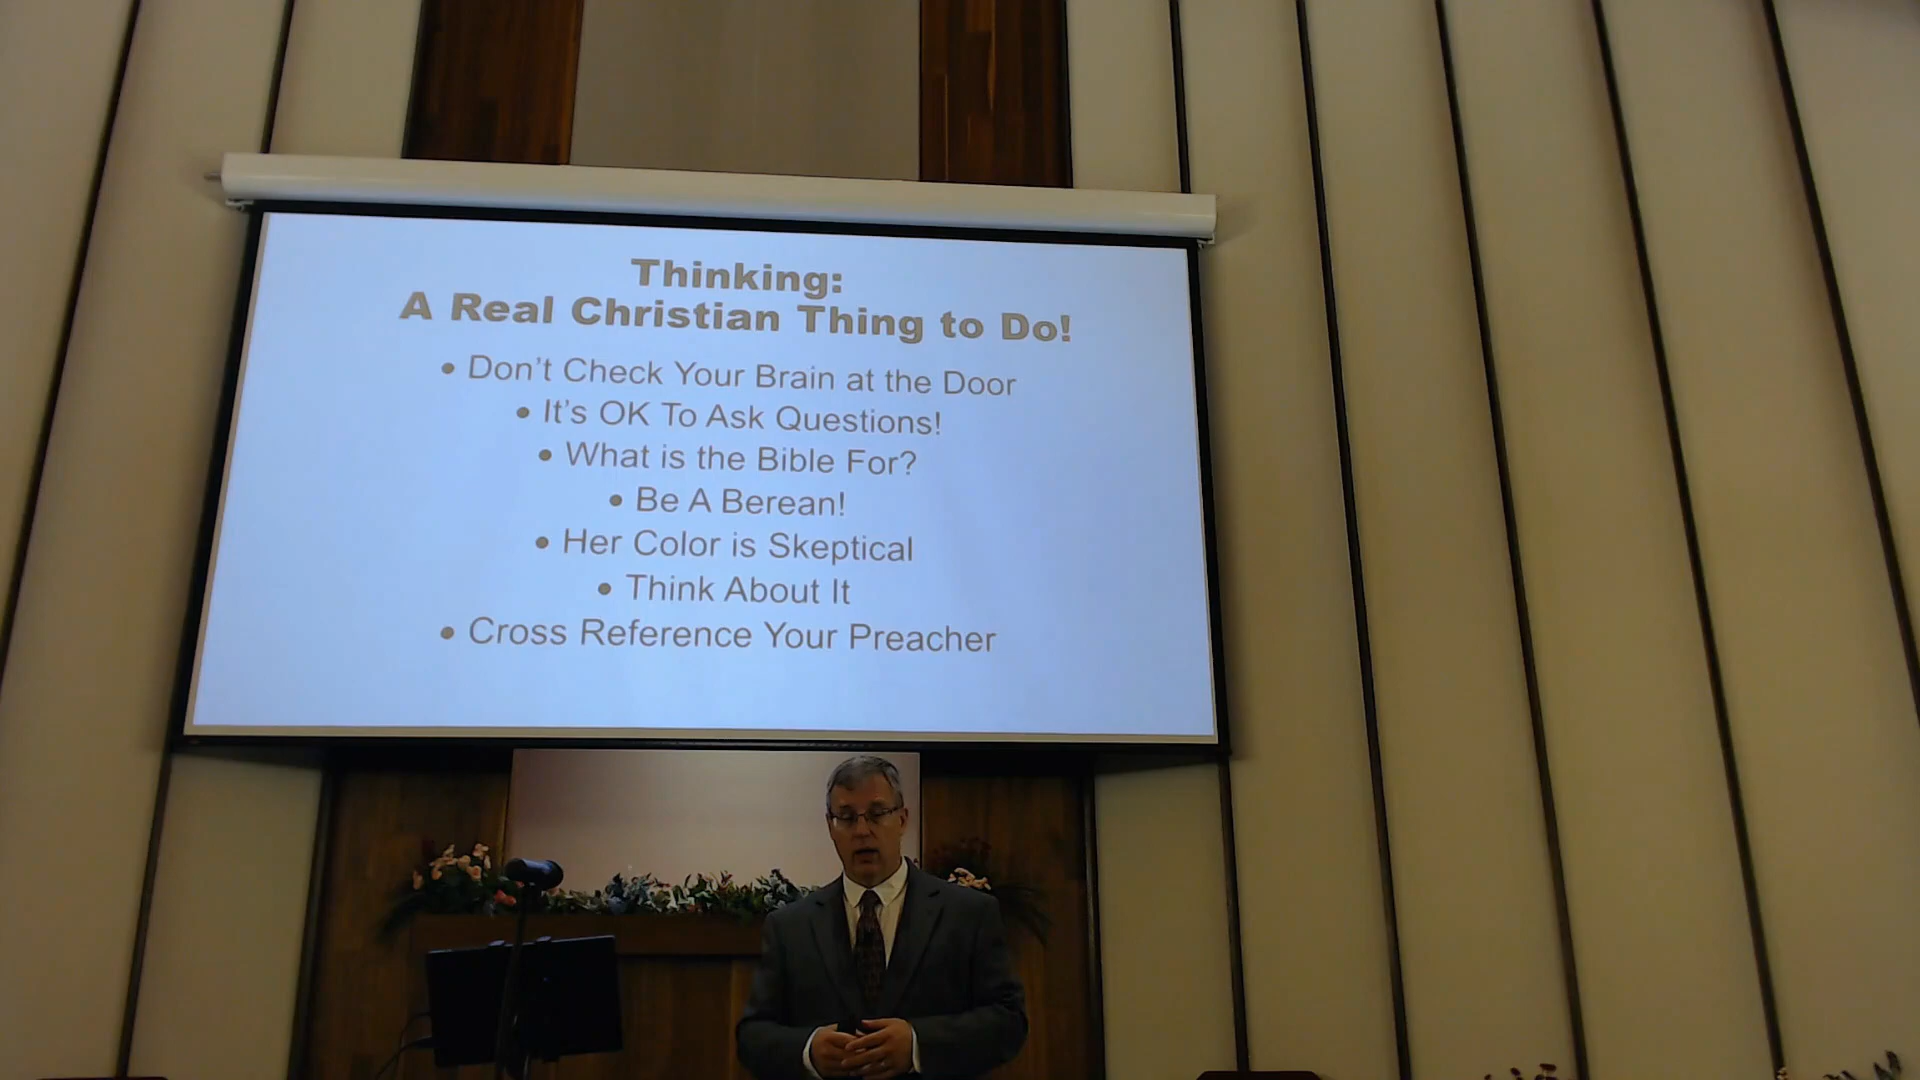 Thinking:
A Real Christian Thing to Do!
• Don't Check Your Brain at the Door
• It's OK To Ask Questions!
• What is the Bible For?
• Be A Berean!
• Her Color is Skeptical
• Think About It
• Cross Reference Your Preacher